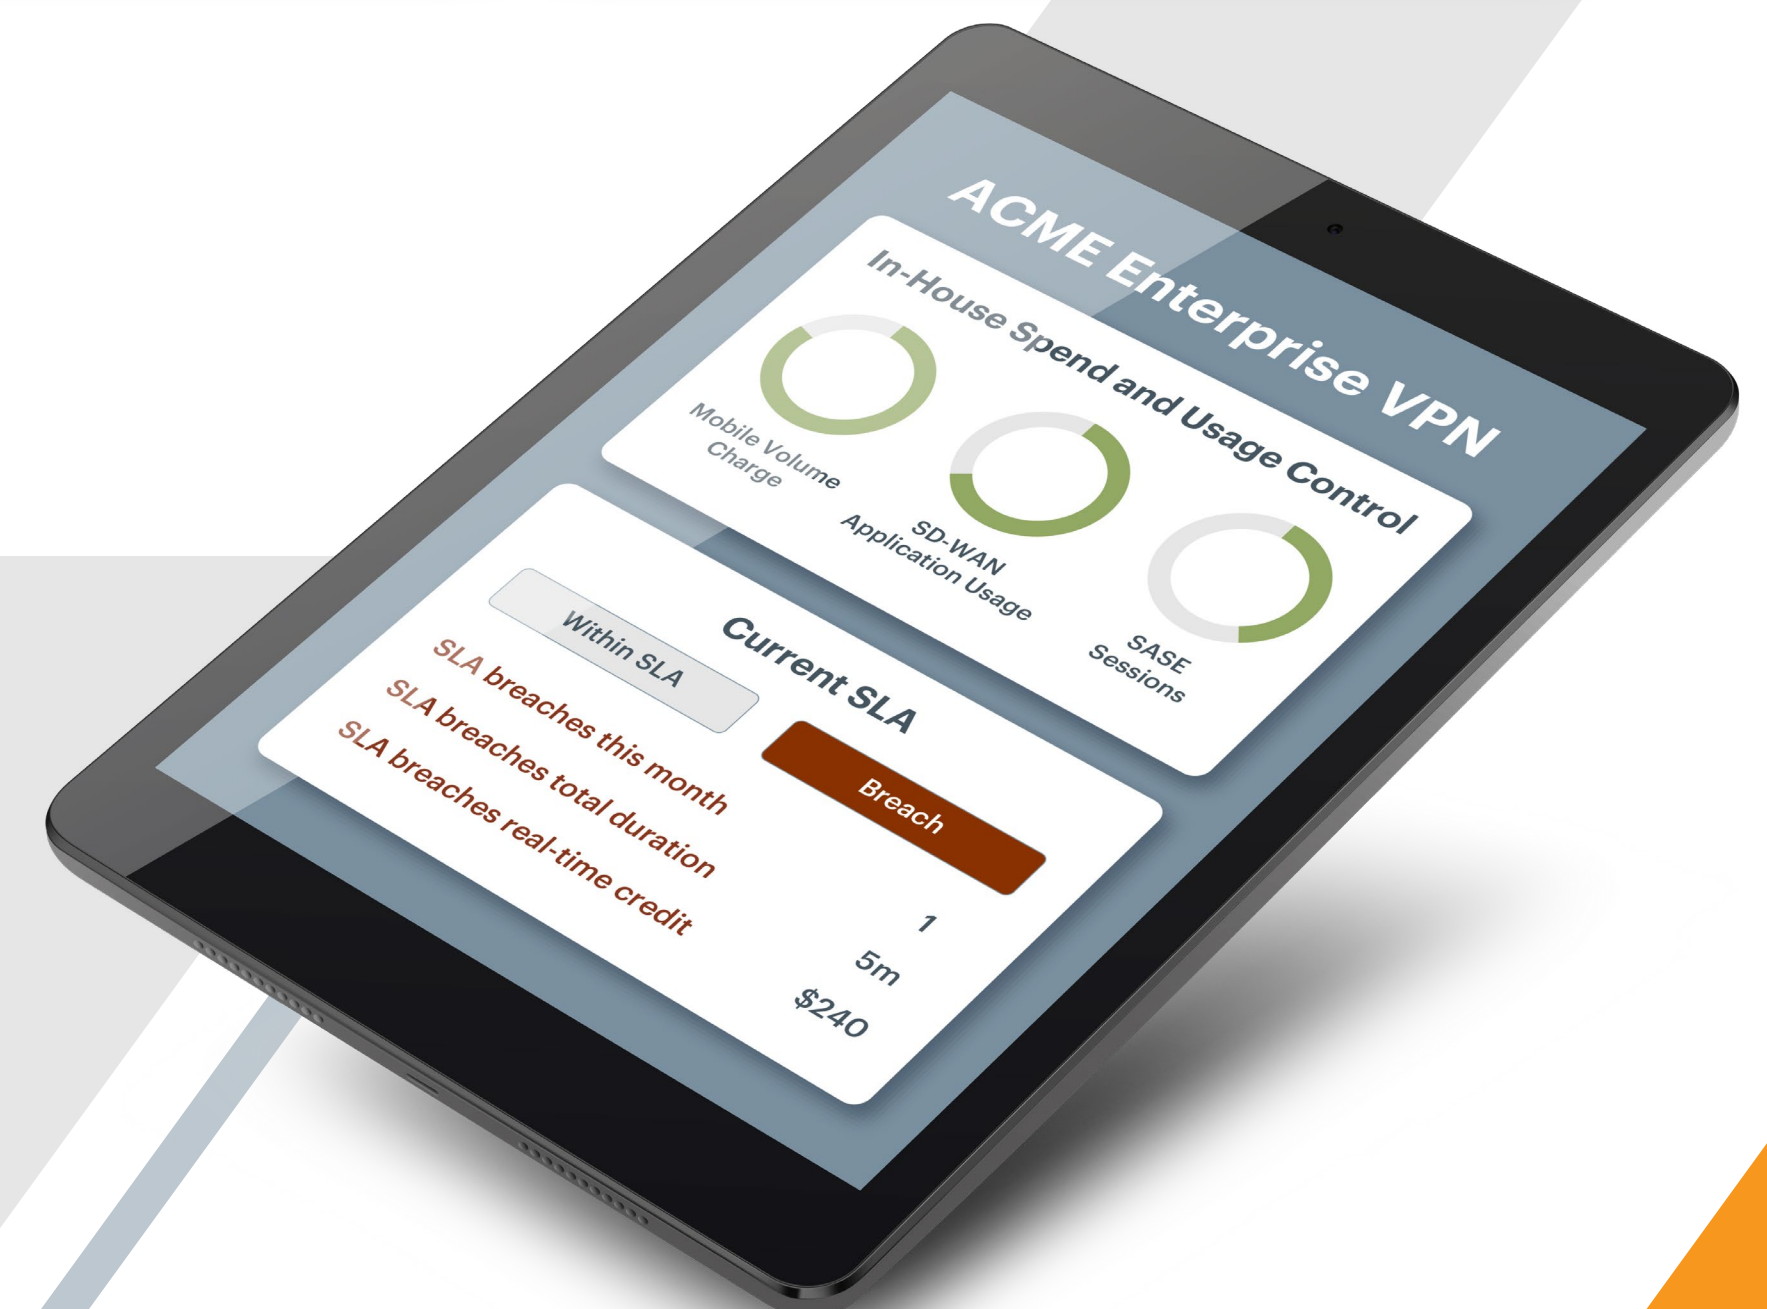 ACME Enterprise VPN
In-House Spend and Usage Control
Mobile Volume
Charge
SD-WAN
Application Usage
SASE
Sessions
Current SLA
Within SLA
Breach
SLA breaches this month 1
SLA breaches total duration 5m
SLA breaches real-time credit $240